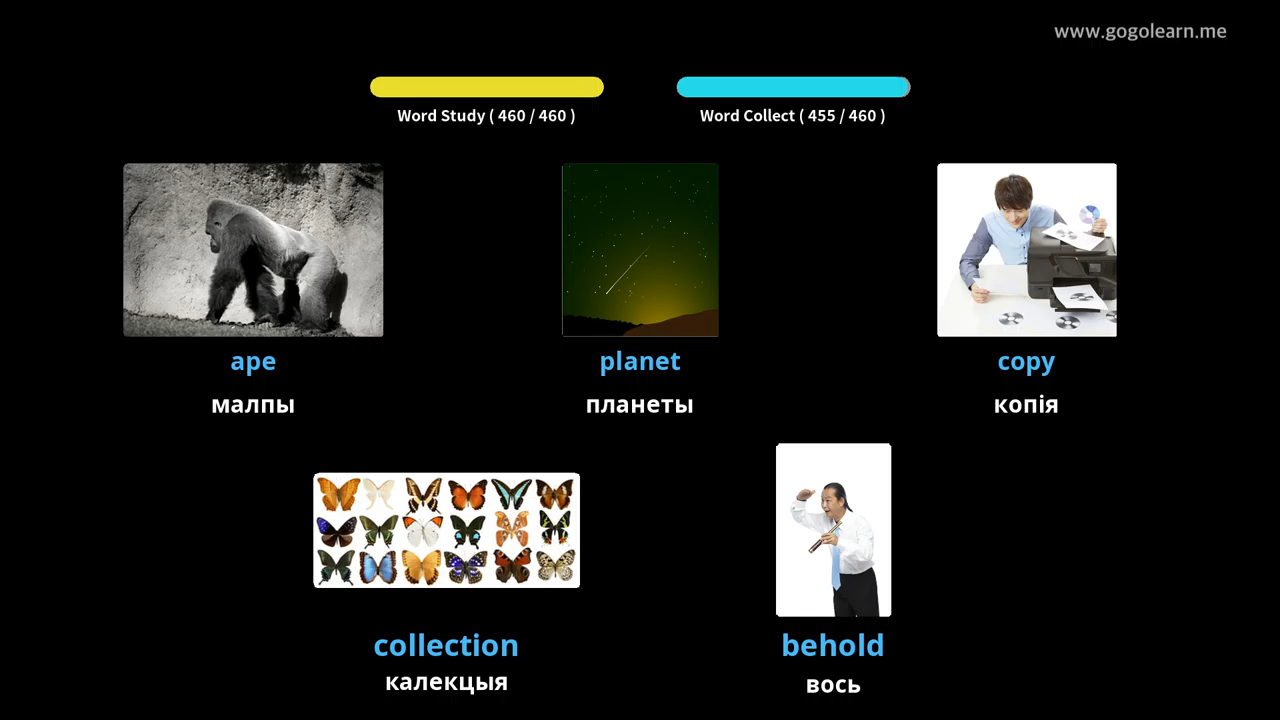 www.gogolearn.me
Word Study ( 460 / 460 )
Word Collect ( 455 / 460 )
ape
planet
copy
малпы
планеты
копія
collection
behold
калекцыя
вось